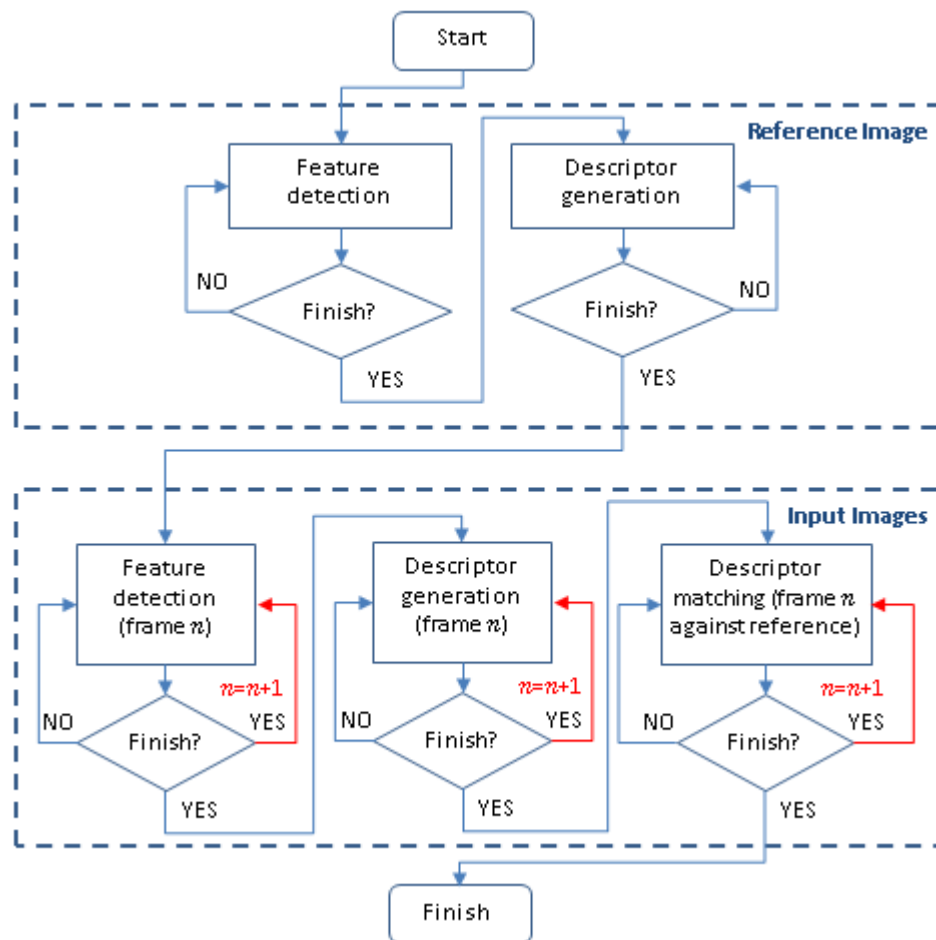 Start
Reference Image
Feature
detection
Descriptor
generation
NO
Finish?
YES
Finish?
NO
YES
Input Images
Feature
detection
(frame n)
Descriptor
generation
(frame n)
Descriptor
matching (frame n
against reference)
n=n+1
NO
Finish?
YES
YES
n=n+1
NO
Finish?
YES
YES
n=n+1
NO
Finish?
YES
YES
Finish